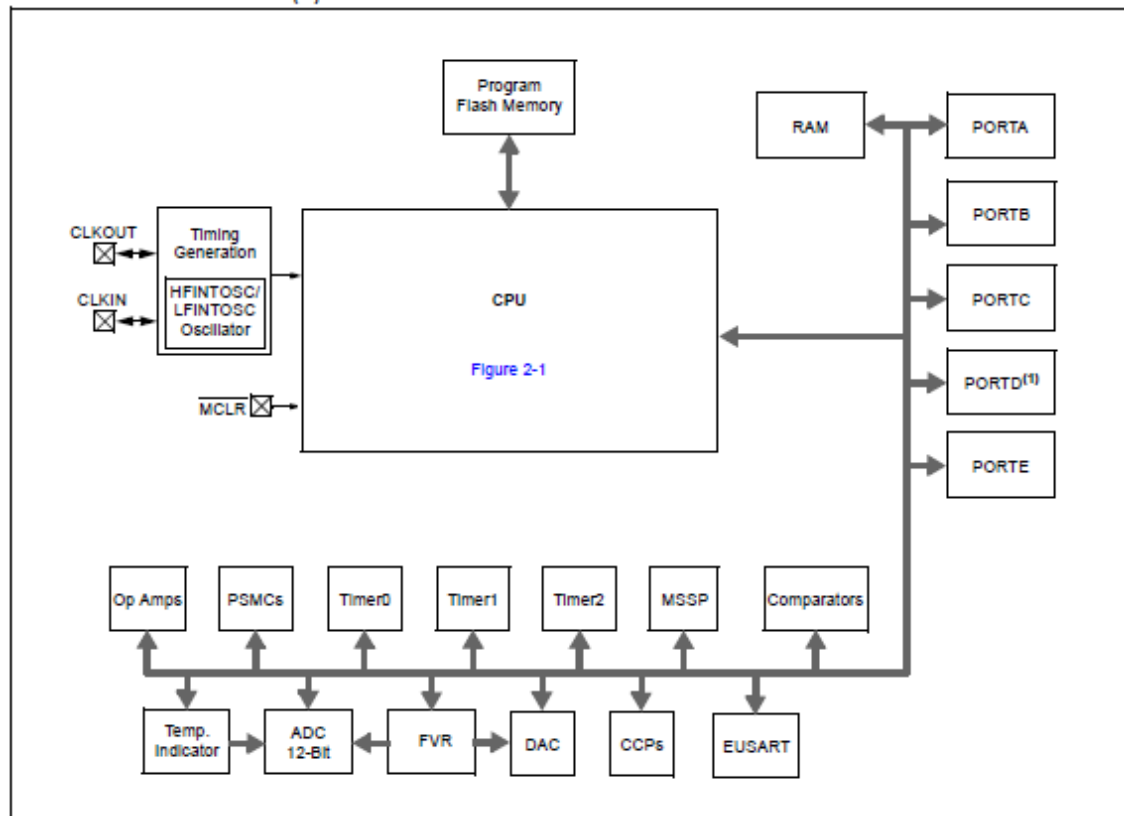 Program
Flash Memory
RAM
PORTA
PORTB
CLKOUT
Timing
Generation
CLKIN
HFINTOSC/
LFINTOSC
Oscillator
CPU
PORTC
Figure 2-1
PORTD(1)
MCLR
PORTE
Op Amps
PSMCs
Timer0
Timer1
Timer2
MSSP
Comparators
Temp.
Indicator
ADC
12-Bit
FVR
DAC
CCPs
EUSART